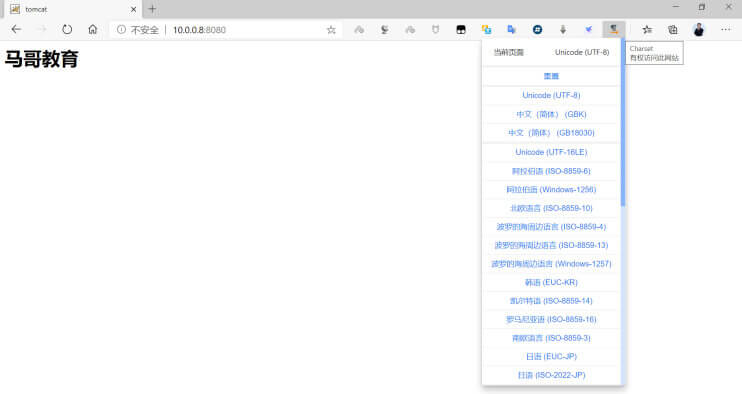 tomcat
不安全 | 10.0.0.8:8080
马哥教育
当前页面 Unicode (UTF-8)
重置
Unicode (UTF-8)
中文（简体） (GBK)
中文（简体） (GB18030)
Unicode (UTF-16LE)
阿拉伯语 (ISO-8859-6)
阿拉伯语 (Windows-1256)
北欧语言 (ISO-8859-10)
波罗的海周边语言 (ISO-8859-4)
波罗的海周边语言 (ISO-8859-13)
波罗的海周边语言 (Windows-1257)
韩语 (EUC-KR)
凯尔特语 (ISO-8859-14)
罗马尼亚语 (ISO-8859-16)
南欧语言 (ISO-8859-3)
日语 (EUC-JP)
日语 (ISO-2022-JP)
Charset
有权访问此网站